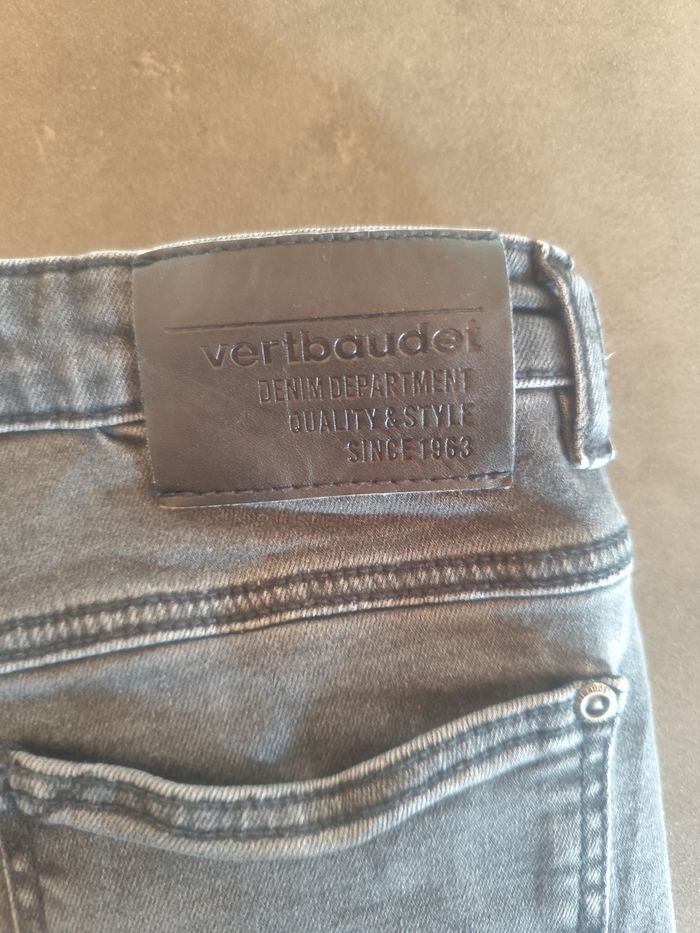 vertbaudet
DENIM DEPARTMENT
QUALITY & STYLE
SINCE 1963